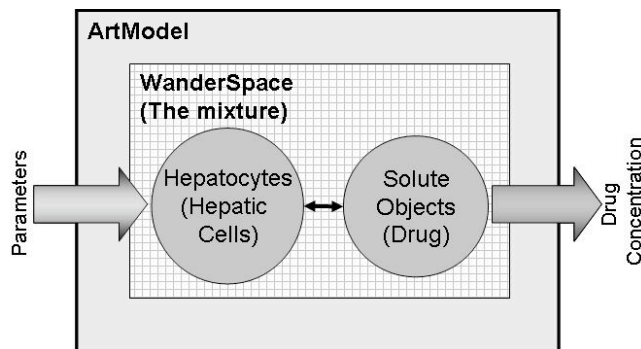 ArtModel
WanderSpace
(The mixture)
Parameters
Hepatocytes
(Hepatic
Cells)
Solute
Objects
(Drug)
Drug
Concentration